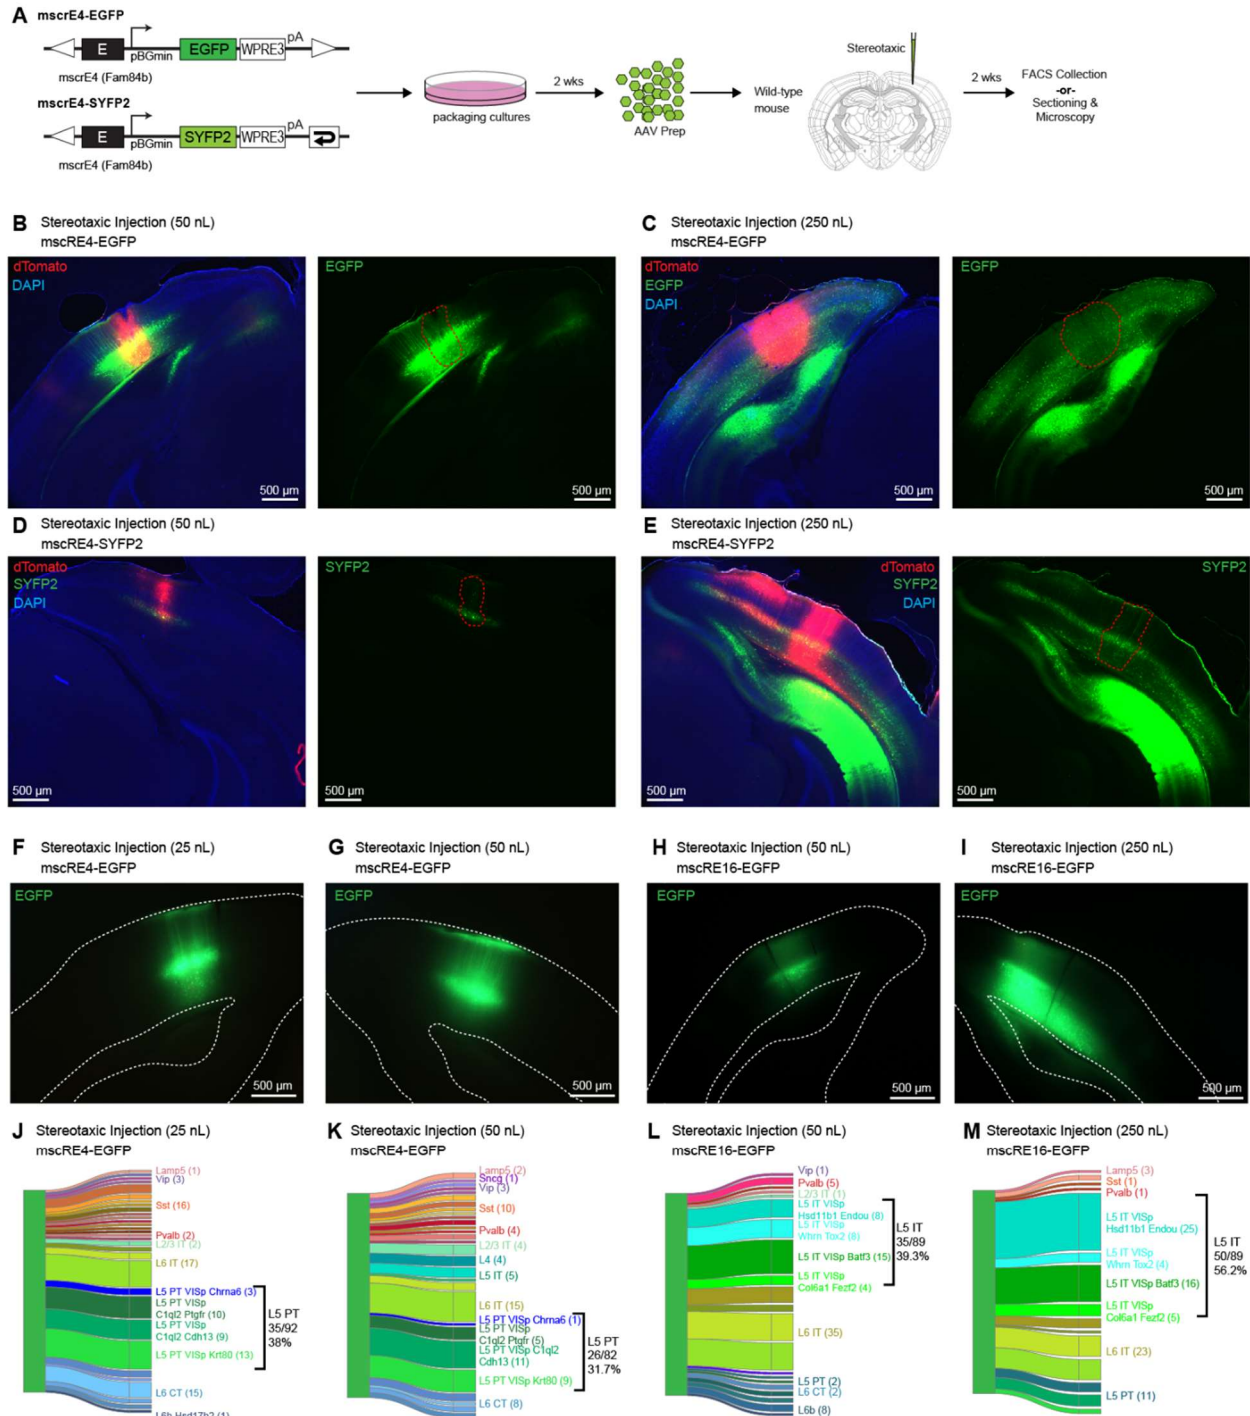 A
mscrE4-EGFP
E
pBGmin
EGFP
WPRE3
pA
mscrE4 (Fam84b)
mscrE4-SYFP2
E
pBGmin
SYFP2
WPRE3
pA
mscrE4 (Fam84b)
packaging cultures
2 wks
AAV Prep
Wild-type
mouse
Stereotaxic
2 wks
FACS Collection
-or-
Sectioning &
Microscopy
B Stereotaxic Injection (50 nL)
mscRE4-EGFP
dTomato
DAPI
500 µm
EGFP
500 µm
C Stereotaxic Injection (250 nL)
mscRE4-EGFP
dTomato
EGFP
DAPI
500 µm
EGFP
500 µm
D Stereotaxic Injection (50 nL)
mscRE4-SYFP2
dTomato
SYFP2
DAPI
500 µm
SYFP2
500 µm
E Stereotaxic Injection (250 nL)
mscRE4-SYFP2
dTomato
SYFP2
DAPI
500 µm
SYFP2
500 µm
F Stereotaxic Injection (25 nL)
mscRE4-EGFP
EGFP
500 µm
G Stereotaxic Injection (50 nL)
mscRE4-EGFP
500 µm
H Stereotaxic Injection (50 nL)
mscRE16-EGFP
EGFP
500 µm
I Stereotaxic Injection (250 nL)
mscRE16-EGFP
EGFP
500 µm
J Stereotaxic Injection (25 nL)
mscRE4-EGFP
Lamp5 (1)
Vip (3)
Sst (16)
Pvalb (2)
L2/3 IT (2)
L6 IT (17)
L5 PT VISp Chrna6 (3)
L5 PT VISp
C1ql2 Ptgfr (10)
L5 PT VISp
C1ql2 Cdh13 (9)
L5 PT VISp Krt80 (13)
L6 CT (15)
L6b Hsd17b2 (1)
L5 PT
35/92
38%
K Stereotaxic Injection (50 nL)
mscRE4-EGFP
Lamp5 (2)
Sncg (1)
Vip (3)
Sst (10)
Pvalb (4)
L2/3 IT (4)
L4 (4)
L5 IT (5)
L6 IT (15)
L5 PT VISp Chrna6 (1)
L5 PT VISp
C1ql2 Ptgfr (5)
L5 PT VISp C1ql2
Cdh13 (11)
L5 PT VISp Krt80 (9)
L6 CT (8)
L5 PT
26/82
31.7%
L Stereotaxic Injection (50 nL)
mscRE16-EGFP
Vip (1)
Pvalb (5)
L2/3 IT (1)
L5 IT VISp
Hsd11b1 Endou (8)
L5 IT VISp
Whrn Tox2 (8)
L5 IT VISp Batf3 (15)
L5 IT VISp
Col6a1 Fezf2 (4)
L6 IT (35)
L5 PT (2)
L6 CT (2)
L6b (8)
L5 IT
35/89
39.3%
M Stereotaxic Injection (250 nL)
mscRE16-EGFP
Lamp5 (3)
Sst (1)
Pvalb (1)
L5 IT VISp
Hsd11b1 Endou (25)
L5 IT VISp
Whrn Tox2 (4)
L5 IT VISp Batf3 (16)
L5 IT VISp
Col6a1 Fezf2 (5)
L6 IT (23)
L5 PT (11)
L5 IT
50/89
56.2%